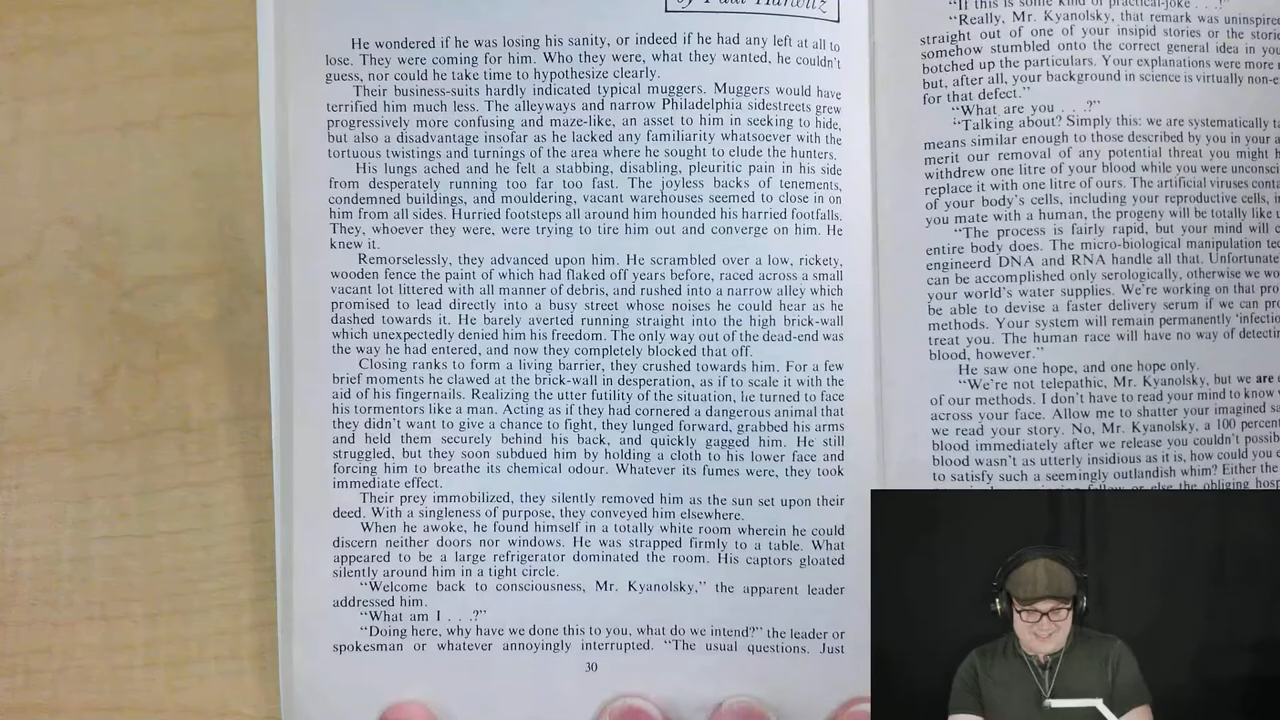 by Paul Hurwitz
He wondered if he was losing his sanity, or indeed if he had any left at all to
lose. They were coming for him. Who they were, what they wanted, he couldn't
guess, nor could he take time to hypothesize clearly.
Their business-suits hardly indicated typical muggers. Muggers would have
terrified him much less. The alleyways and narrow Philadelphia sidestreets grew
progressively more confusing and maze-like, an asset to him in seeking to hide,
but also a disadvantage insofar as he lacked any familiarity whatsoever with the
tortuous twistings and turnings of the area where he sought to elude the hunters.
His lungs ached and he felt a stabbing, disabling, pleuritic pain in his side
from desperately running too far too fast. The joyless backs of tenements,
condemned buildings, and mouldering, vacant warehouses seemed to close in on
him from all sides. Hurried footsteps all around him hounded his harried footfalls.
They, whoever they were, were trying to tire him out and converge on him. He
knew it.
Remorselessly, they advanced upon him. He scrambled over a low, rickety,
wooden fence the paint of which had flaked off years before, raced across a small
vacant lot littered with all manner of debris, and rushed into a narrow alley which
promised to lead directly into a busy street whose noises he could hear as he
dashed towards it. He barely averted running straight into the high brick-wall
which unexpectedly denied him his freedom. The only way out of the dead-end was
the way he had entered, and now they completely blocked that off.
Closing ranks to form a living barrier, they crushed towards him. For a few
brief moments he clawed at the brick-wall in desperation, as if to scale it with the
aid of his fingernails. Realizing the utter futility of the situation, he turned to face
his tormentors like a man. Acting as if they had cornered a dangerous animal that
they didn't want to give a chance to fight, they lunged forward, grabbed his arms
and held them securely behind his back, and quickly gagged him. He still
struggled, but they soon subdued him by holding a cloth to his lower face and
forcing him to breathe its chemical odour. Whatever its fumes were, they took
immediate effect.
Their prey immobilized, they silently removed him as the sun set upon their
deed. With a singleness of purpose, they conveyed him elsewhere.
When he awoke, he found himself in a totally white room wherein he could
discern neither doors nor windows. He was strapped firmly to a table. What
appeared to be a large refrigerator dominated the room. His captors gloated
silently around him in a tight circle.
"Welcome back to consciousness, Mr. Kyanolsky," the apparent leader
addressed him.
"What am I . . .?"
"Doing here, why have we done this to you, what do we intend?" the leader or
spokesman or whatever annoyingly interrupted. "The usual questions. Just
30
"If this is some kind of practical-joke . . .!"
"Really, Mr. Kyanolsky, that remark was uninspired
straight out of one of your insipid stories or the
somehow stumbled onto the correct general idea in
botched up the particulars. Your explanations were more
but, after all, your background in science is virtually
for that defect."
"What are you . . .?"
"Talking about? Simply this: we are systematically
means similar enough to those described by you in your
merit our removal of any potential threat you might
withdrew one litre of your blood while you were
replace it with one litre of ours. The artificial viruses
of your body's cells, including your reproductive cells,
you mate with a human, the progeny will be totally like
"The process is fairly rapid, but your mind will
entire body does. The micro-biological manipulation
engineerd DNA and RNA handle all that.
can be accomplished only serologically, otherwise we
your world's water supplies. We're working on that
be able to devise a faster delivery serum if we can
methods. Your system will remain permanently
treat you. The human race will have no way of
blood, however."
He saw one hope, and one hope only.
"We're not telepathic, Mr. Kyanolsky, but we are
of our methods. I don't have to read your mind to know
across your face. Allow me to shatter your imagined
we read your story. No, Mr. Kyanolsky, a 100 percent
blood immediately after we release you couldn't
blood wasn't as utterly insidious as it is, how could you
to satisfy such a seemingly outlandish whim? Either the
fellow or else the obliging